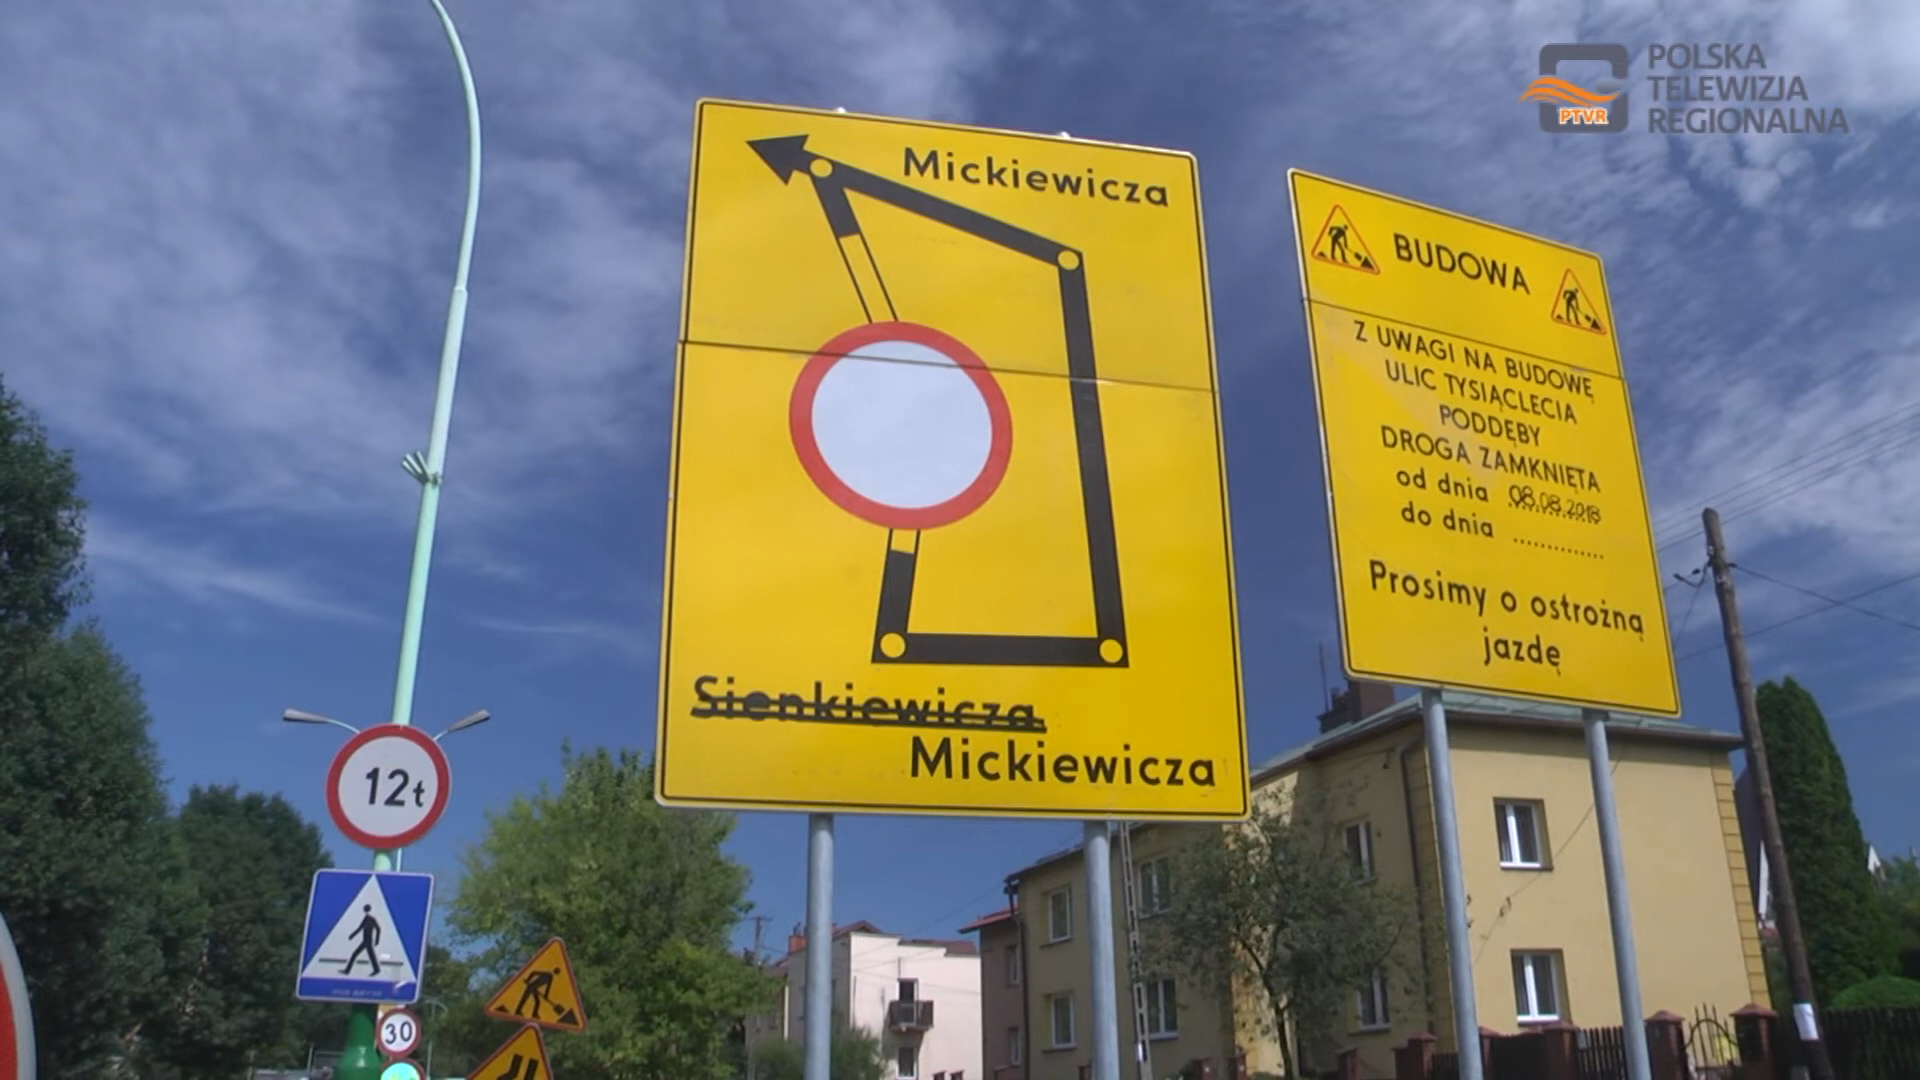 POLSKA
TELEWIZJA
REGIONALNA
PTVR
Mickiewicza
Sienkiewicza
Mickiewicza
BUDOWA
Z UWAGI NA BUDOWĘ
ULIC TYSIĄCLECIA
PODDĘBY
DROGA ZAMKNIĘTA
od dnia 08.08.2018
do dnia ..............
Prosimy o ostrożną
jazdę
12t
30